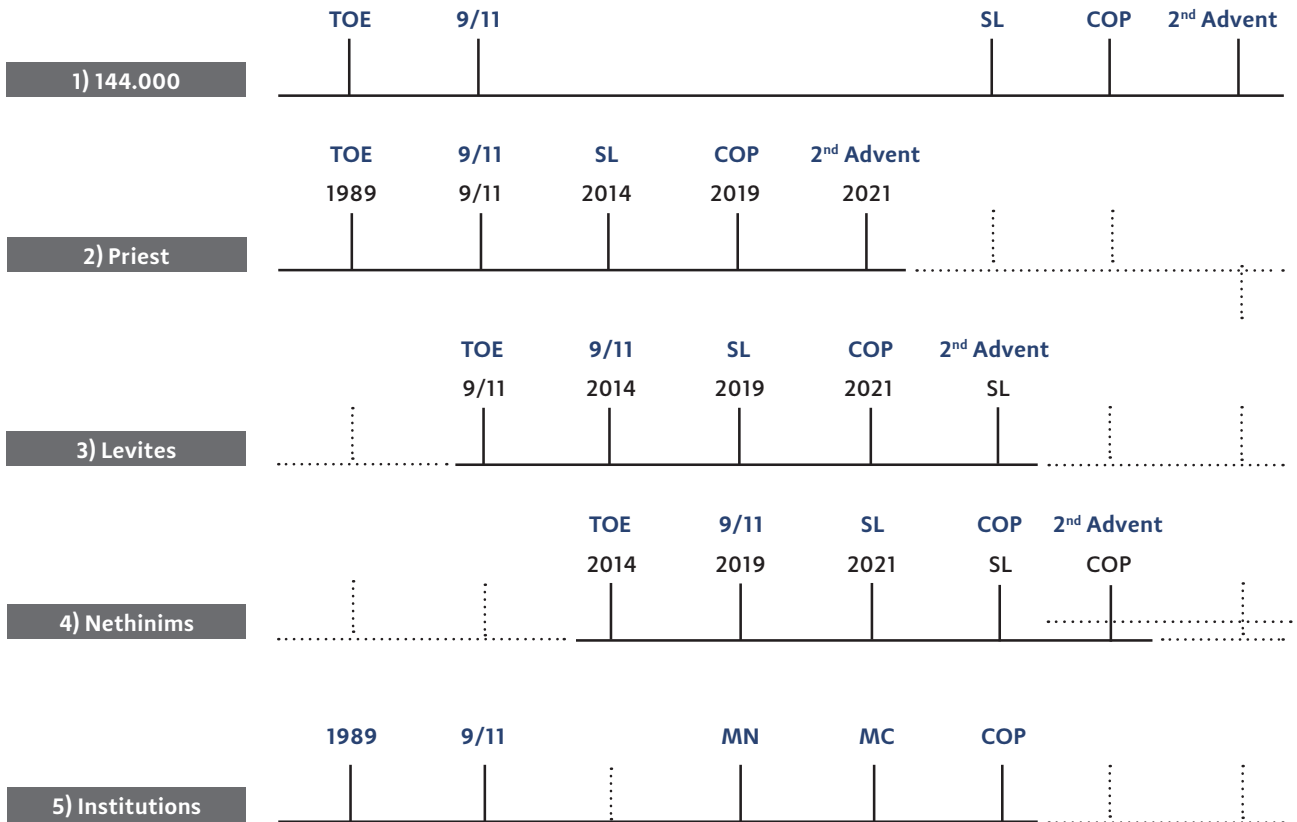 TOE 9/11 SL COP 2nd Advent
1) 144.000
TOE 9/11 SL COP 2nd Advent
1989 9/11 2014 2019 2021
2) Priest
TOE 9/11 SL COP 2nd Advent
9/11 2014 2019 2021 SL
3) Levites
TOE 9/11 SL COP 2nd Advent
2014 2019 2021 SL COP
4) Nethinims
1989 9/11 MN MC COP
5) Institutions